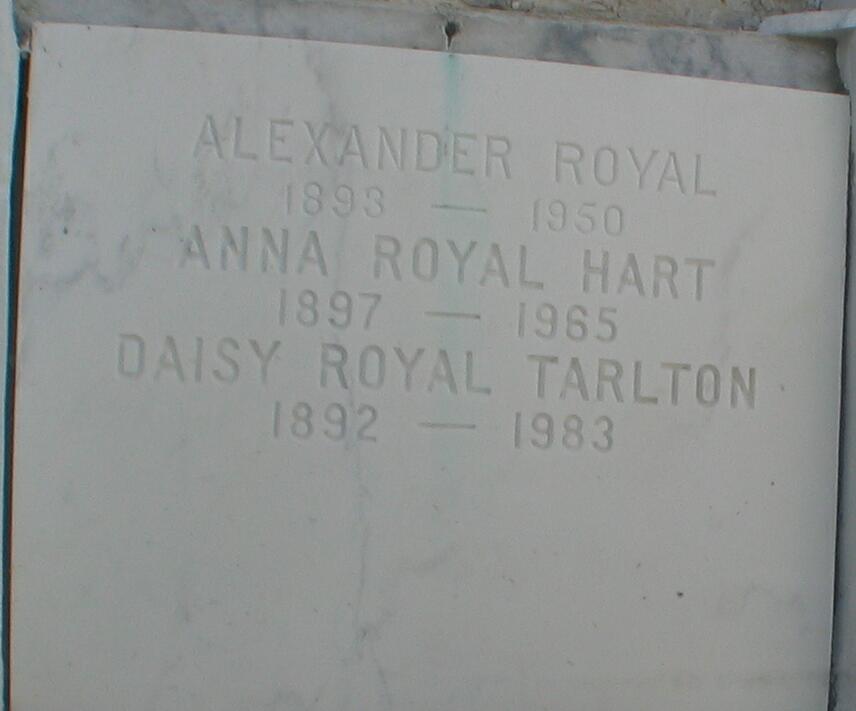 ALEXANDER ROYAL
1893 — 1950
ANNA ROYAL HART
1897 — 1965
DAISY ROYAL TARLTON
1892 — 1983